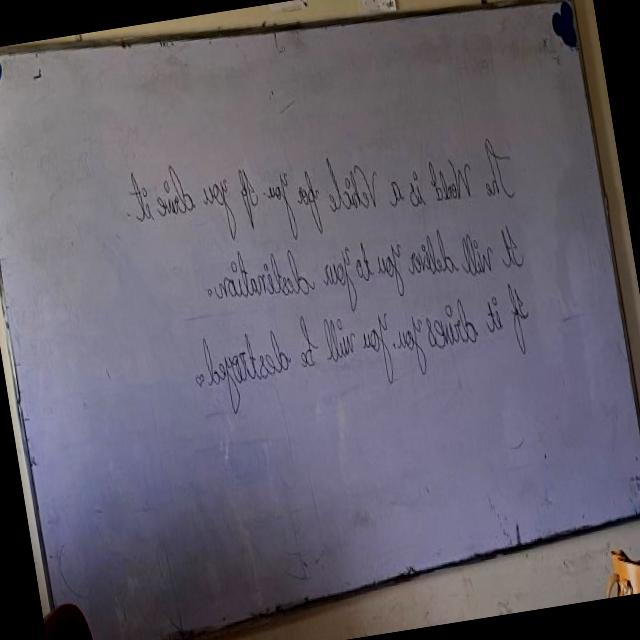 The World is a Vehicle for you. If you drive it
It will deliver you to your destination.
If it drives you, you will be desstroyed.